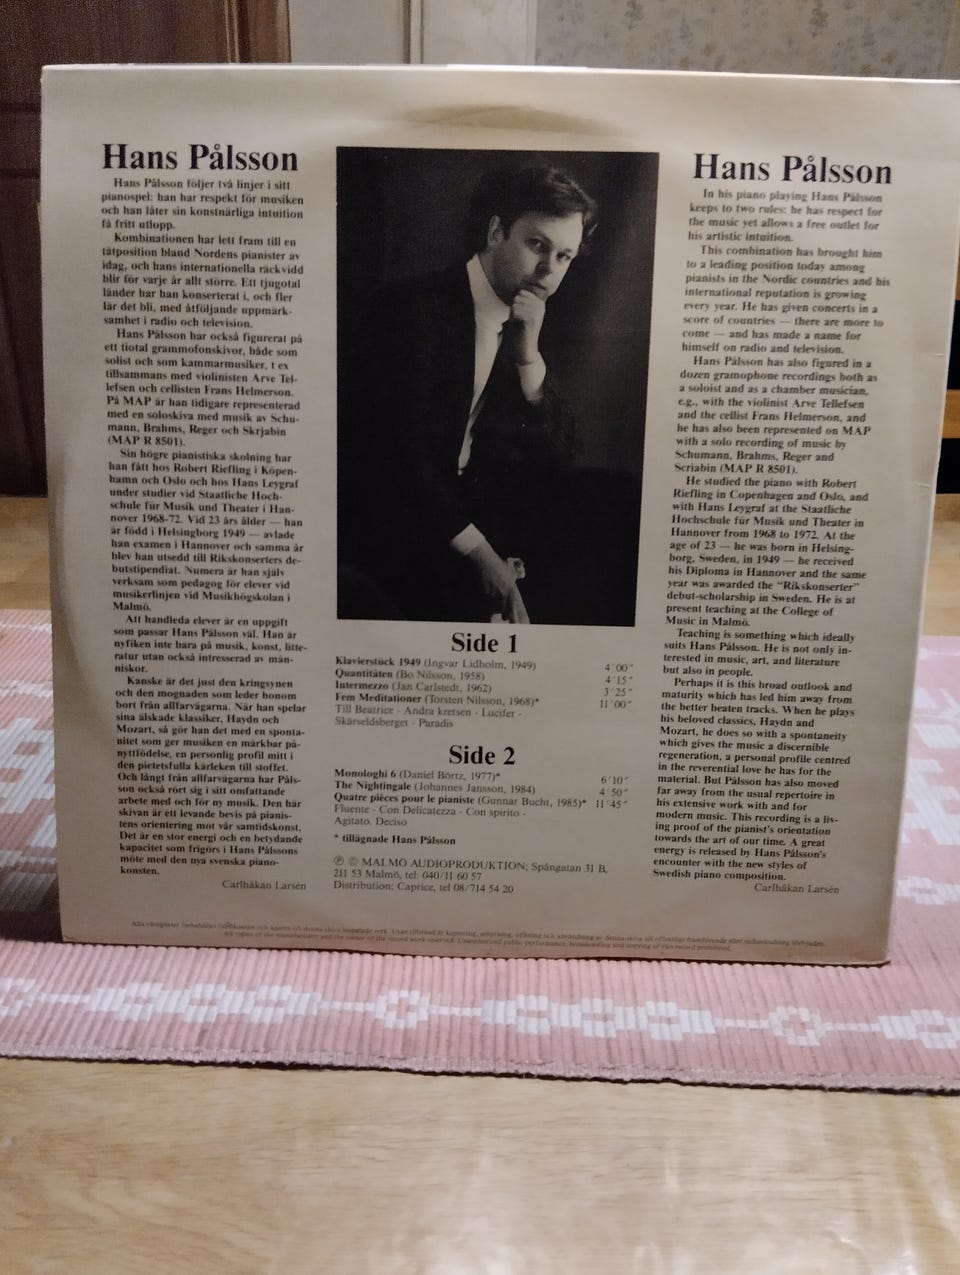 Hans Pålsson
Hans Pålsson följer två linjer i sitt
pianospel: han har respekt för musiken
och han låter sin konstnärliga intuition
få fritt utlopp.
Kombinationen har lett fram till en
tätposition bland Nordens pianister av
idag, och hans internationella räckvidd
blir för varje år allt större. Ett tjugotal
länder har han konserterat i, och fler
lär det bli, med åtföljande uppmärk-
samhet i radio och television.
Hans Pålsson har också figurerat på
ett tiotal grammofonskivor, både som
solist och som kammarmusiker, t ex
tillsammans med violinisten Arve Tel-
lefsen och cellisten Frans Helmerson.
På MAP är han tidigare representerad
med en soloskiva med musik av Schu-
mann, Brahms, Reger och Skrjabin
(MAP R 8501).
Sin högre pianistiska skolning har
han fått hos Robert Riefling i Köpen-
hamn och Oslo och hos Hans Leygraf
under studier vid Staatliche Hoch-
schule für Musik und Theater i Han-
nover 1968-72. Vid 23 års ålder — han
är född i Helsingborg 1949 — avlade
han examen i Hannover och samma år
blev han utsedd till Rikskonserters de-
butstipendiat. Numera är han själv
verksam som pedagog för elever vid
musikerlinjen vid Musikhögskolan i
Malmö.
Att handleda elever är en uppgift
som passar Hans Pålsson väl. Han är
nyfiken inte bara på musik, konst, litte-
ratur utan också intresserad av män-
niskor.
Kanske är det just den kringsynen
och den mognaden som leder honom
bort från allfarvägarna. När han spelar
sina älskade klassiker, Haydn och
Mozart, så gör han det med en sponta-
nitet som ger musiken en märkbar på-
nyttfödelse, en personlig profil mitt i
den pietetsfulla kärleken till stoffet.
Och långt från allfarvägarna har Påls-
son också rört sig i sitt omfattande
arbete med och för ny musik. Den här
skivan är ett levande bevis på pianis-
tens orientering mot vår samtidskonst.
Det är en stor energi och en betydande
kapacitet som frigörs i Hans Pålssons
möte med den nya svenska piano-
konsten.
Carlhåkan Larsén
Side 1
Klavierstück 1949 (Ingvar Lidholm, 1949) 4´00˝
Quantitäten (Bo Nilsson, 1958) 4´15˝
Intermezzo (Jan Carlstedt, 1962) 3´25˝
Fem Meditationer (Torsten Nilsson, 1968)* 11´00˝
Till Beatrice - Andra kretsen - Lucifer -
Skärseldsberget - Paradis
Side 2
Monologhi 6 (Daniel Börtz, 1977)* 6´10˝
The Nightingale (Johannes Jansson, 1984) 4´50˝
Quatre pièces pour le pianiste (Gunnar Bucht, 1985)* 11´45˝
Fluente - Con Delicatezza - Con spirito -
Agitato. Deciso
* tillägnade Hans Pålsson
Ⓟ © MALMÖ AUDIOPRODUKTION; Spångatan 31 B,
211 53 Malmö, tel: 040/11 60 57
Distribution: Caprice, tel 08/714 54 20
Hans Pålsson
In his piano playing Hans Pålsson
keeps to two rules: he has respect for
the music yet allows a free outlet for
his artistic intuition.
This combination has brought him
to a leading position today among
pianists in the Nordic countries and his
international reputation is growing
every year. He has given concerts in a
score of countries — there are more to
come — and has made a name for
himself on radio and television.
Hans Pålsson has also figured in a
dozen gramophone recordings both as
a soloist and as a chamber musician,
e.g., with the violinist Arve Tellefsen
and the cellist Frans Helmerson, and
he has also been represented on MAP
with a solo recording of music by
Schumann, Brahms, Reger and
Scriabin (MAP R 8501).
He studied the piano with Robert
Riefling in Copenhagen and Oslo, and
with Hans Leygraf at the Staatliche
Hochschule für Musik und Theater in
Hannover from 1968 to 1972. At the
age of 23 — he was born in Helsing-
borg, Sweden, in 1949 — he received
his Diploma in Hannover and the same
year was awarded the "Rikskonserter"
debut-scholarship in Sweden. He is at
present teaching at the College of
Music in Malmö.
Teaching is something which ideally
suits Hans Pålsson. He is not only in-
terested in music, art, and literature
but also in people.
Perhaps it is this broad outlook and
maturity which has led him away from
the better beaten tracks. When he plays
his beloved classics, Haydn and
Mozart, he does so with a spontaneity
which gives the music a discernible
regeneration, a personal profile centred
in the reverential love he has for the
material. But Pålsson has also moved
far away from the usual repertoire in
his extensive work with and for
modern music. This recording is a liv-
ing proof of the pianist's orientation
towards the art of our time. A great
energy is released by Hans Pålsson's
encounter with the new styles of
Swedish piano composition.
Carlhåkan Larsén
All rights of the manufacturer and the owner of the record work reserved. Unauthorized public performance, broadcasting and copying of this record prohibited.